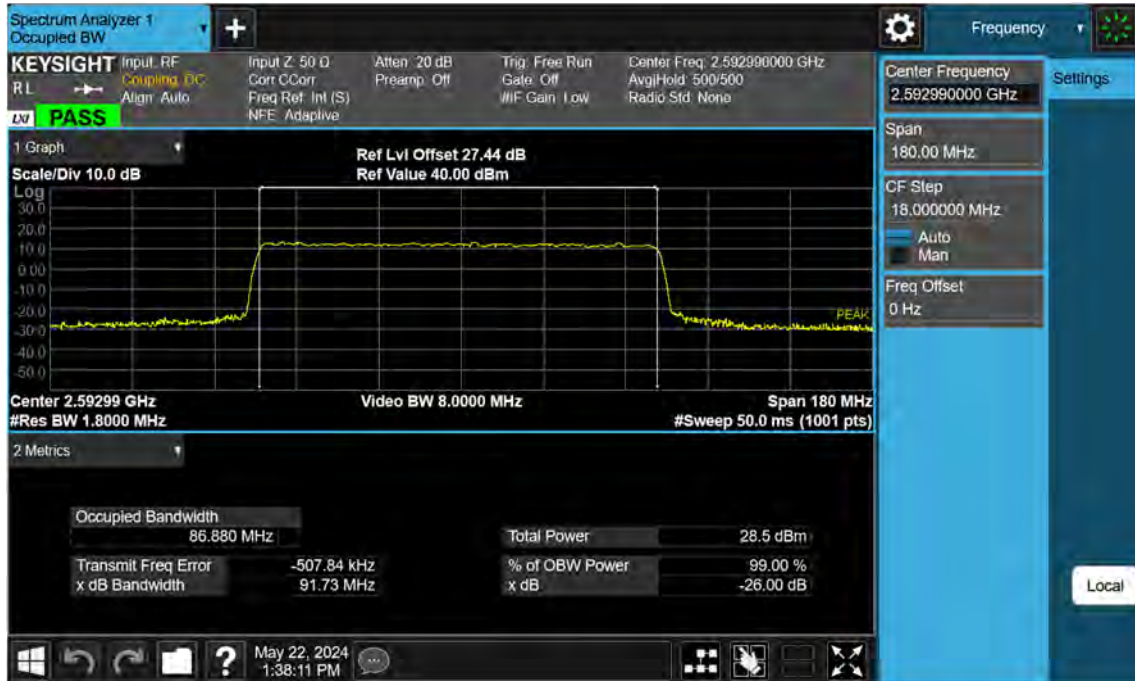 Spectrum Analyzer 1
Occupied BW
+
Frequency
KEYSIGHT
RL
LXI
PASS
Input: RF
Coupling: DC
Align: Auto
Input Z: 50 Ω
Corr CCorr
Freq Ref: Int (S)
NFE: Adaptive
Atten: 20 dB
Preamp: Off
Trig: Free Run
Gate: Off
#IF Gain: Low
Center Freq: 2.592990000 GHz
Avg|Hold: 500/500
Radio Std: None
Center Frequency
2.592990000 GHz
Settings
Span
180.00 MHz
CF Step
18.000000 MHz
Auto
Man
Freq Offset
0 Hz
Local
1 Graph
Scale/Div 10.0 dB
Ref Lvl Offset 27.44 dB
Ref Value 40.00 dBm
Log
30.0
20.0
10.0
0.00
-10.0
-20.0
-30.0
-40.0
-50.0
PEAK
Center 2.59299 GHz
#Res BW 1.8000 MHz
Video BW 8.0000 MHz
Span 180 MHz
#Sweep 50.0 ms (1001 pts)
2 Metrics
Occupied Bandwidth
86.880 MHz
Total Power 28.5 dBm
Transmit Freq Error -507.84 kHz
% of OBW Power 99.00 %
x dB Bandwidth 91.73 MHz
x dB -26.00 dB
?
May 22, 2024
1:38:11 PM